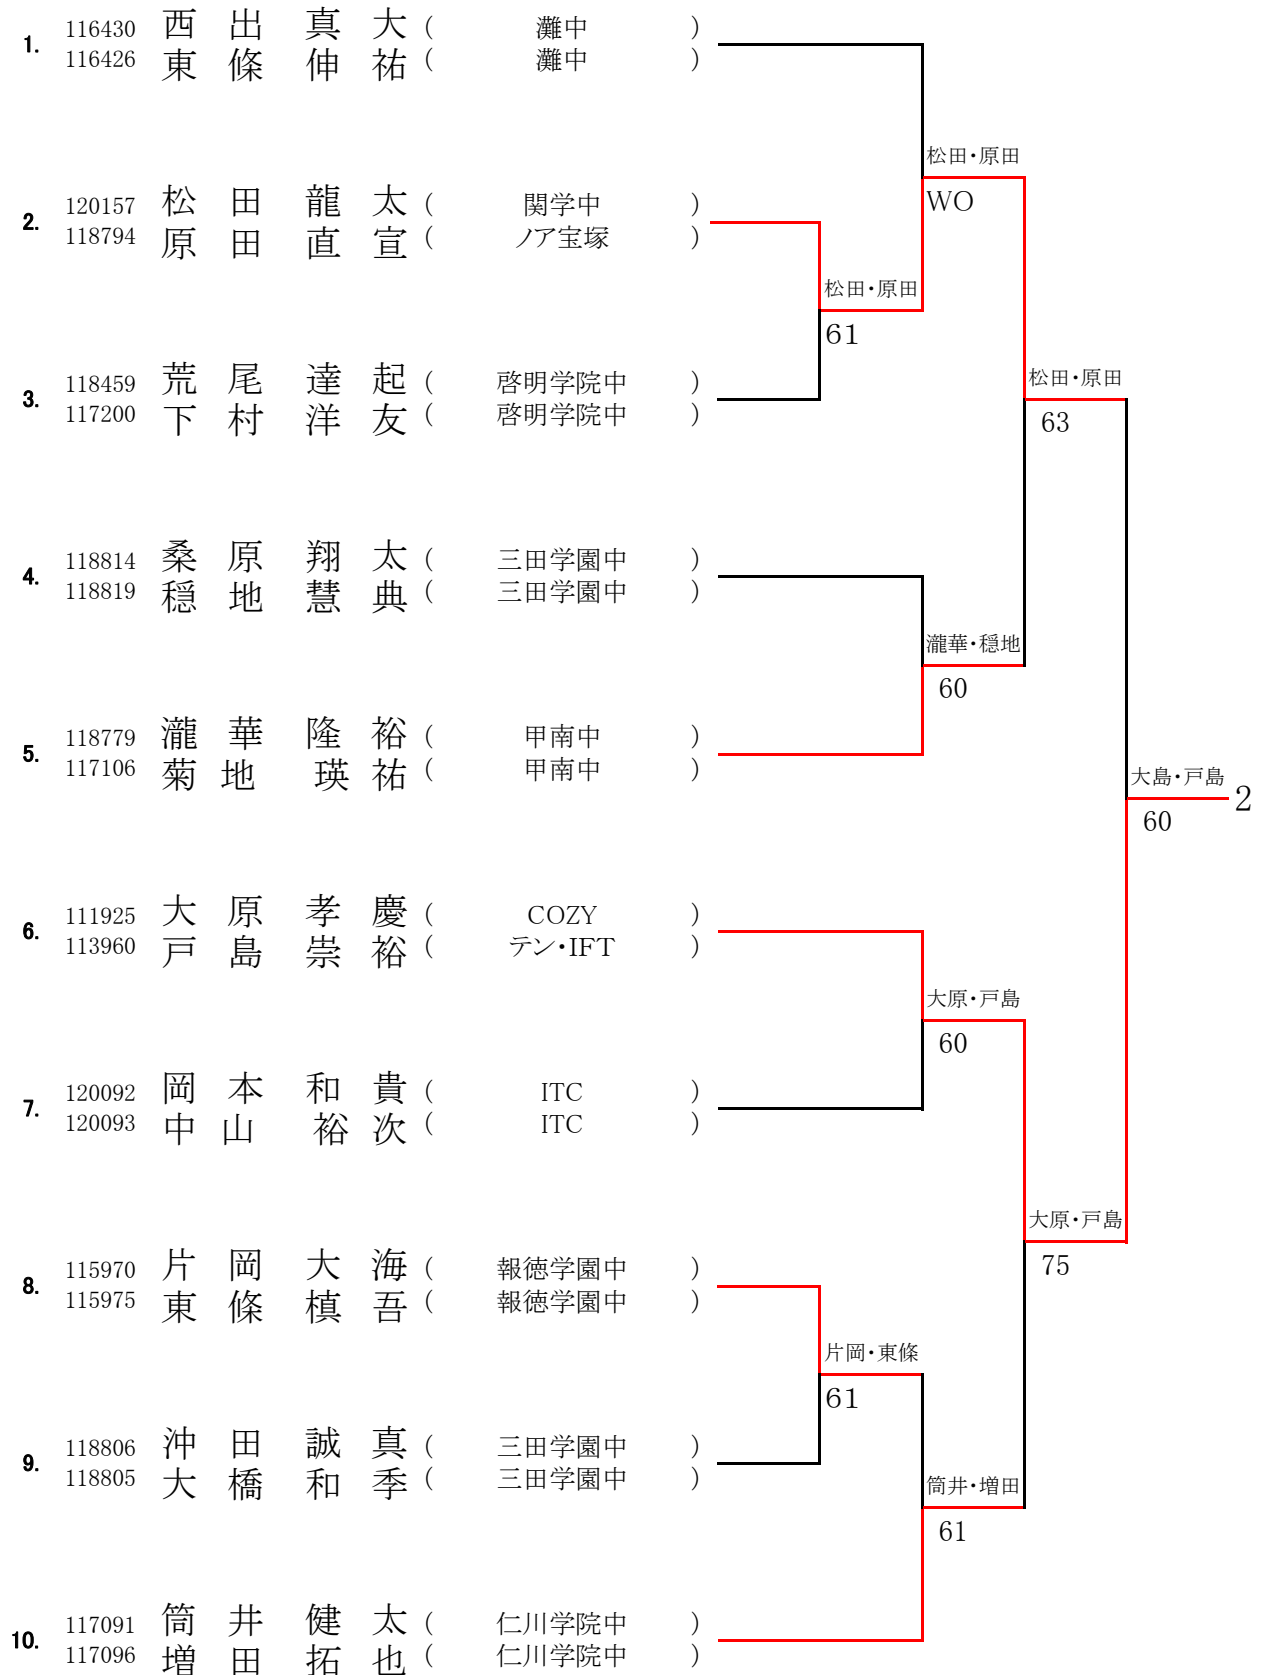 1. 116430 西出真大 ( 灘中 )
116426 東條伸祐 ( 灘中 )
松田・原田
WO
2. 120157 松田龍太 ( 関学中 )
118794 原田直宣 ( ノア宝塚 )
松田・原田
61
3. 118459 荒尾達起 ( 啓明学院中 )
117200 下村洋友 ( 啓明学院中 )
松田・原田
63
4. 118814 桑原翔太 ( 三田学園中 )
118819 穏地慧典 ( 三田学園中 )
瀧華・穏地
60
5. 118779 瀧華隆裕 ( 甲南中 )
117106 菊地瑛祐 ( 甲南中 )
大島・戸島
60
2
6. 111925 大原孝慶 ( COZY )
113960 戸島崇裕 ( テン・IFT )
大原・戸島
60
7. 120092 岡本和貴 ( ITC )
120093 中山裕次 ( ITC )
大原・戸島
75
8. 115970 片岡大海 ( 報徳学園中 )
115975 東條槙吾 ( 報徳学園中 )
片岡・東條
61
9. 118806 沖田誠真 ( 三田学園中 )
118805 大橋和季 ( 三田学園中 )
筒井・増田
61
10. 117091 筒井健太 ( 仁川学院中 )
117096 増田拓也 ( 仁川学院中 )